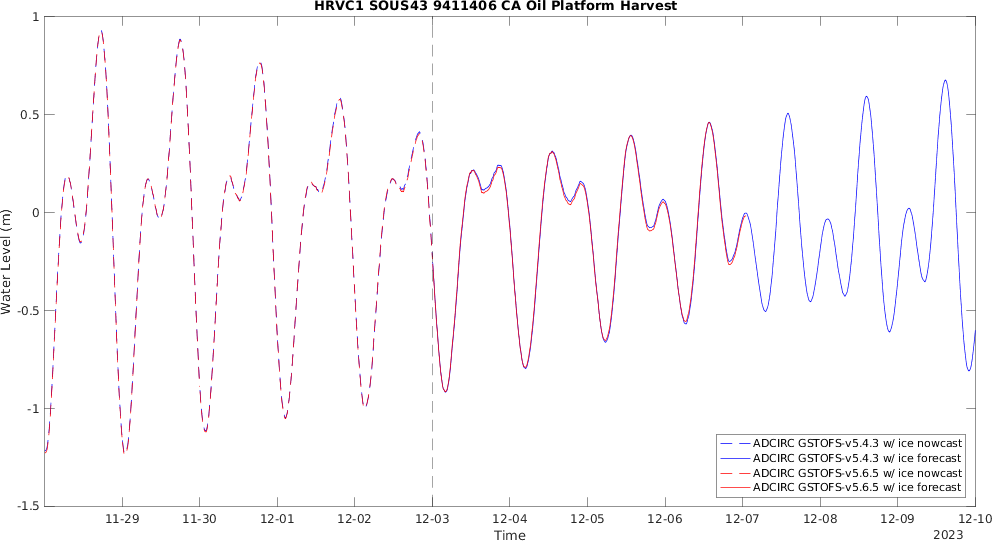 HRVC1 SOUS43 9411406 CA Oil Platform Harvest
1
0.5
0
-0.5
-1
-1.5
Water Level (m)
11-29 11-30 12-01 12-02 12-03 12-04 12-05 12-06 12-07 12-08 12-09 12-10
Time
2023
ADCIRC GSTOFS-v5.4.3 w/ ice nowcast
ADCIRC GSTOFS-v5.4.3 w/ ice forecast
ADCIRC GSTOFS-v5.6.5 w/ ice nowcast
ADCIRC GSTOFS-v5.6.5 w/ ice forecast